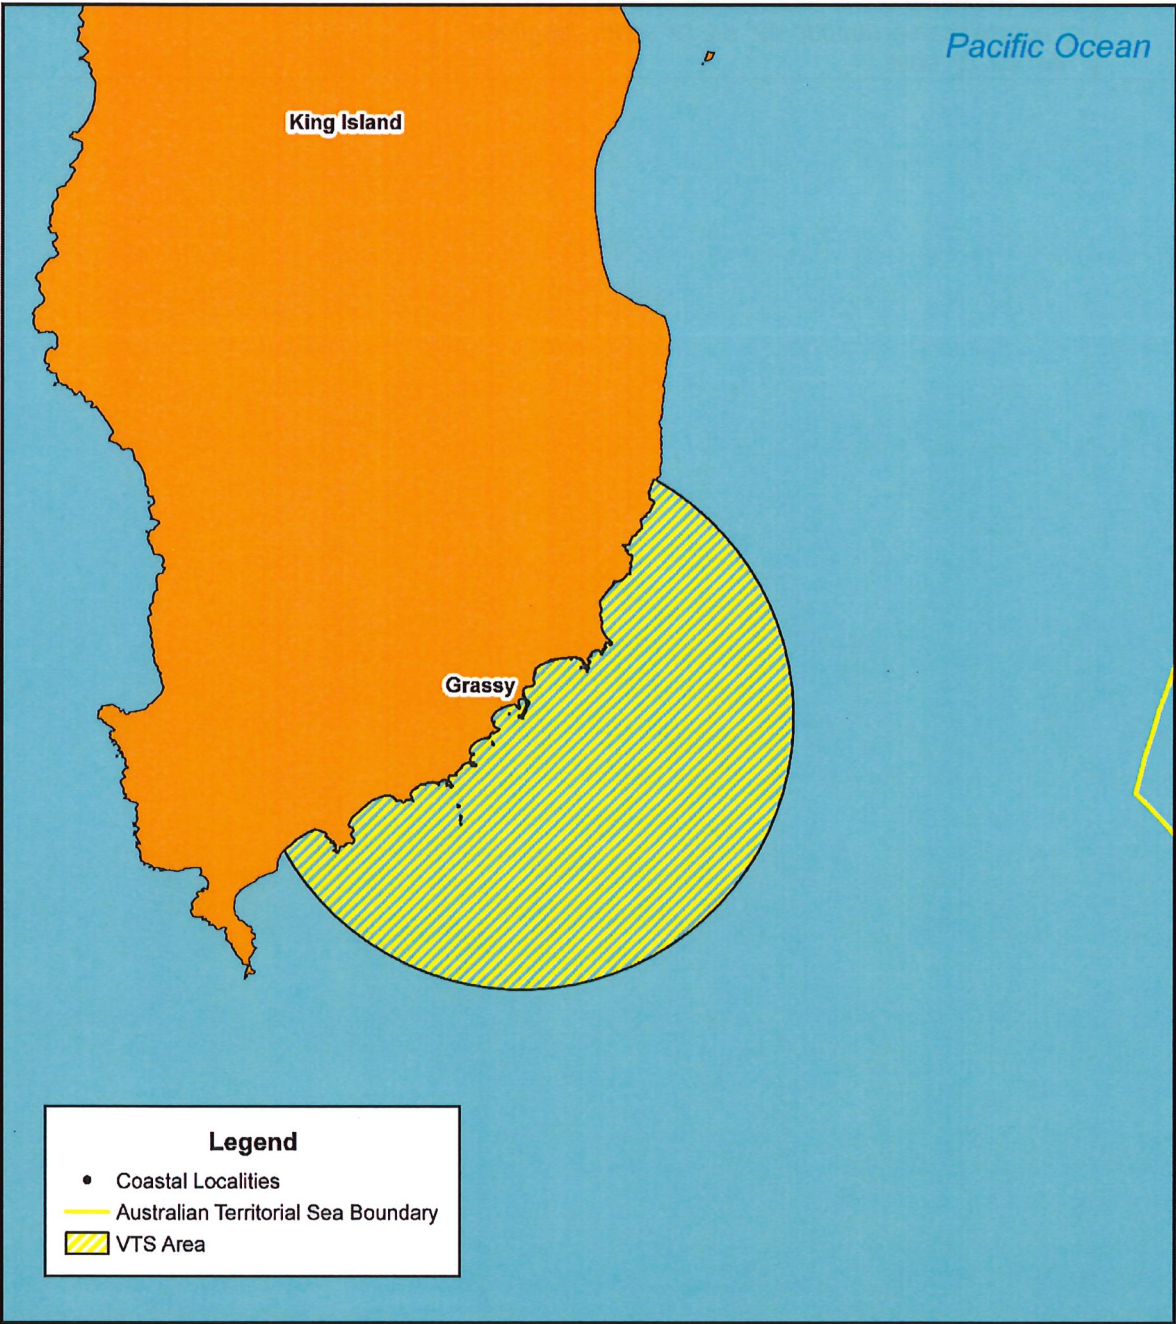 Pacific Ocean
King Island
Grassy
Legend
Coastal Localities
Australian Territorial Sea Boundary
VTS Area